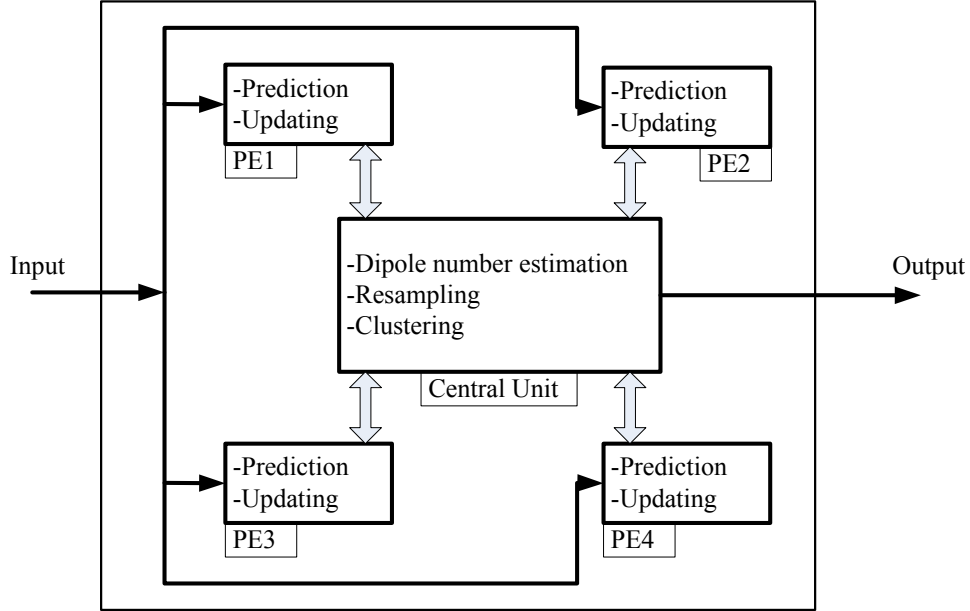 -Prediction
-Updating
PE1
-Prediction
-Updating
PE2
Input
-Dipole number estimation
-Resampling
-Clustering
Central Unit
Output
-Prediction
-Updating
PE3
-Prediction
-Updating
PE4